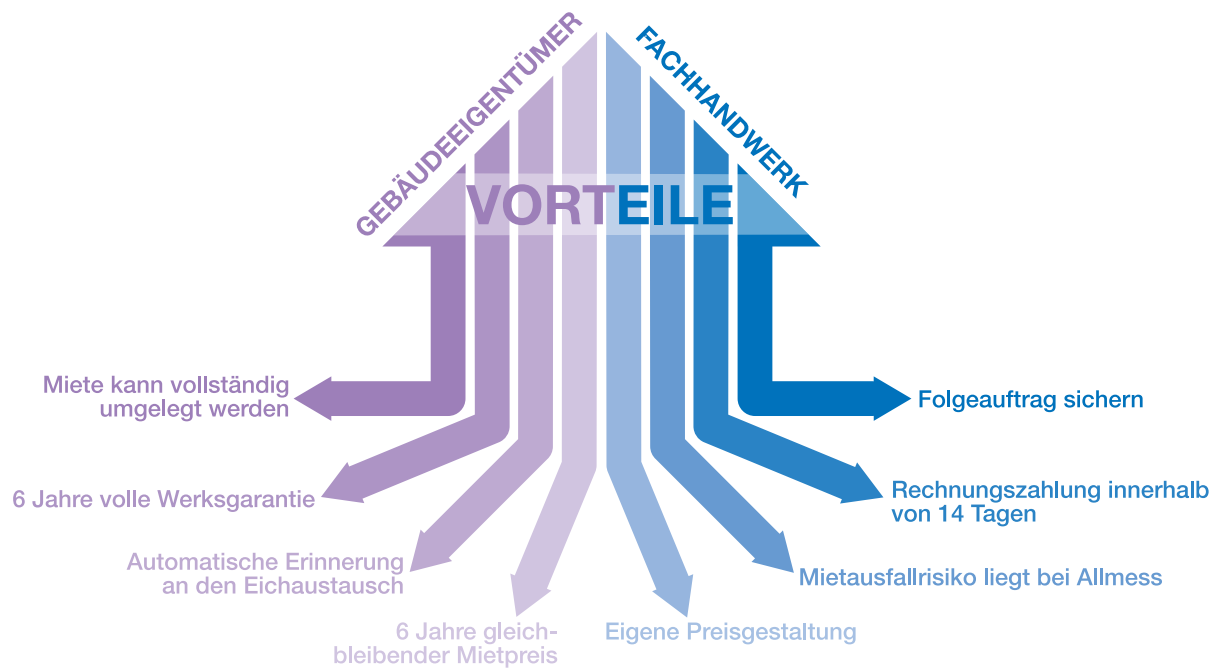 GEBÄUDEEIGENTÜMER
FACHHANDWERK
VORTEILE
Miete kann vollständig
umgelegt werden
6 Jahre volle Werksgarantie
Automatische Erinnerung
an den Eichaustausch
6 Jahre gleich-
bleibender Mietpreis
Eigene Preisgestaltung
Mietausfallrisiko liegt bei Allmess
Rechnungszahlung innerhalb
von 14 Tagen
Folgeauftrag sichern